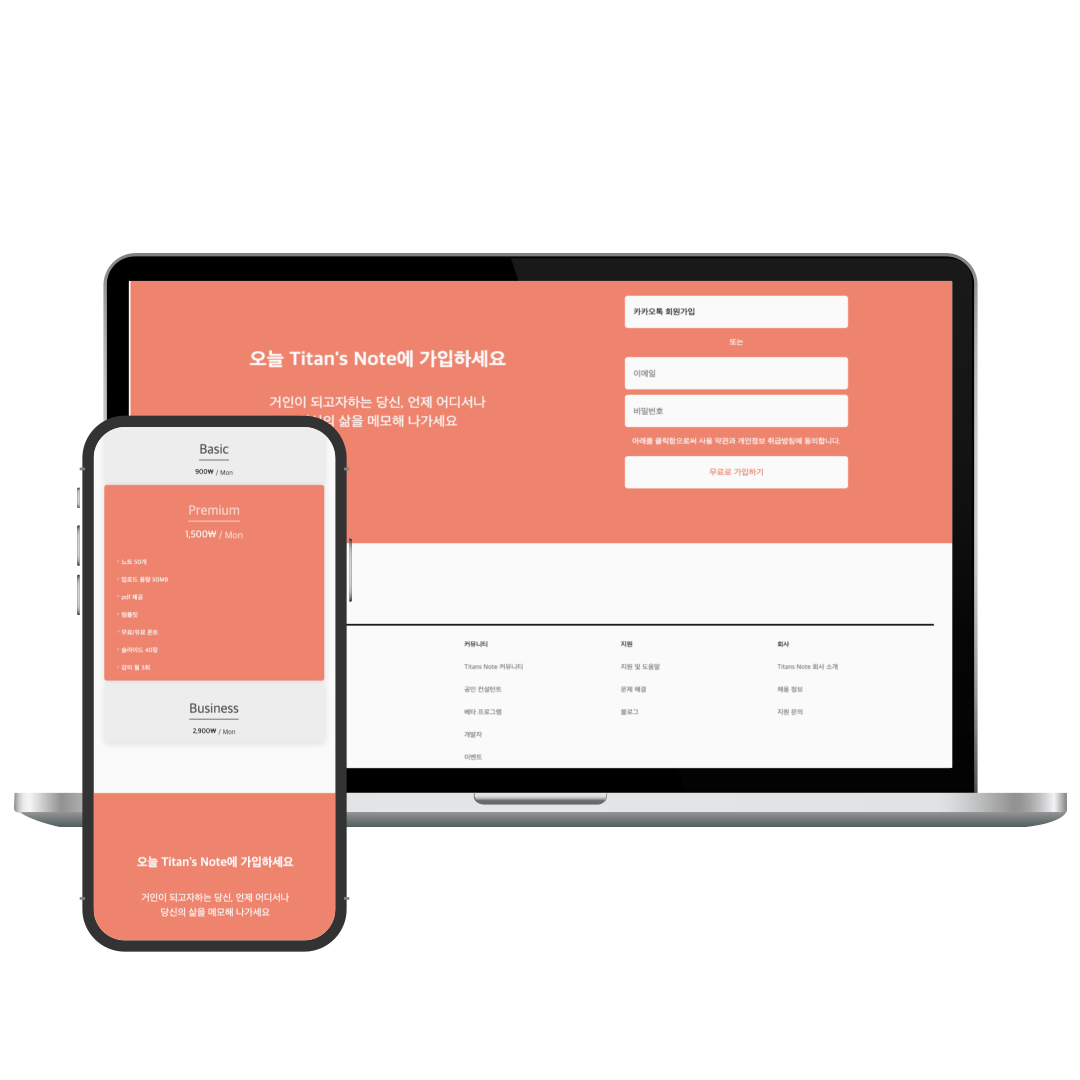 오늘 Titan's Note에 가입하세요
거인이 되고자하는 당신, 언제 어디서나
의 삶을 메모해 나가세요
카카오톡 회원가입
또는
이메일
비밀번호
아래를 클릭함으로써 사용 약관과 개인정보 취급방침에 동의합니다.
무료로 가입하기
커뮤니티
Titans Note 커뮤니티
공인 컨설턴트
베타 프로그램
개발자
이벤트
지원
지원 및 도움말
문제 해결
블로그
회사
Titans Note 회사 소개
채용 정보
지원 문의
Basic
900₩ / Mon
Premium
1,500₩ / Mon
- 노트 50개
- 업로드 용량 50MB
- pdf 제공
- 템플릿
- 무료/유료 폰트
- 슬라이드 40장
- 강의 월 3회
Business
2,900₩ / Mon
오늘 Titan's Note에 가입하세요
거인이 되고자하는 당신, 언제 어디서나
당신의 삶을 메모해 나가세요